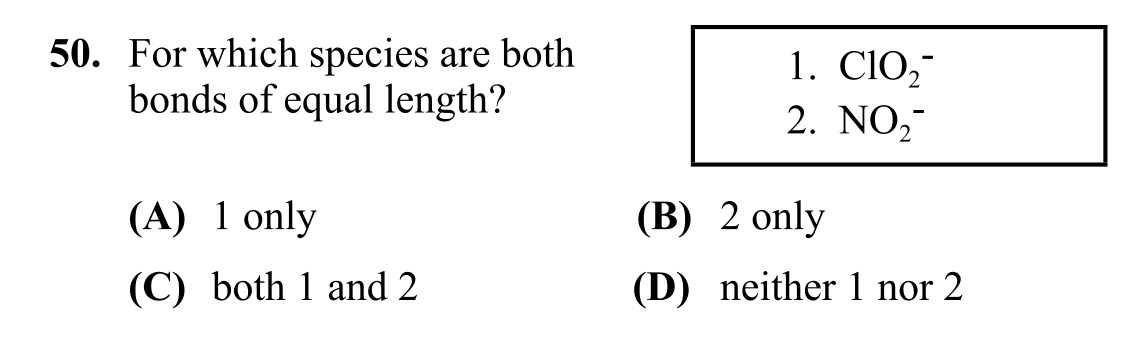 50. For which species are both
bonds of equal length?
1. ClO₂⁻
2. NO₂⁻
(A) 1 only
(B) 2 only
(C) both 1 and 2
(D) neither 1 nor 2